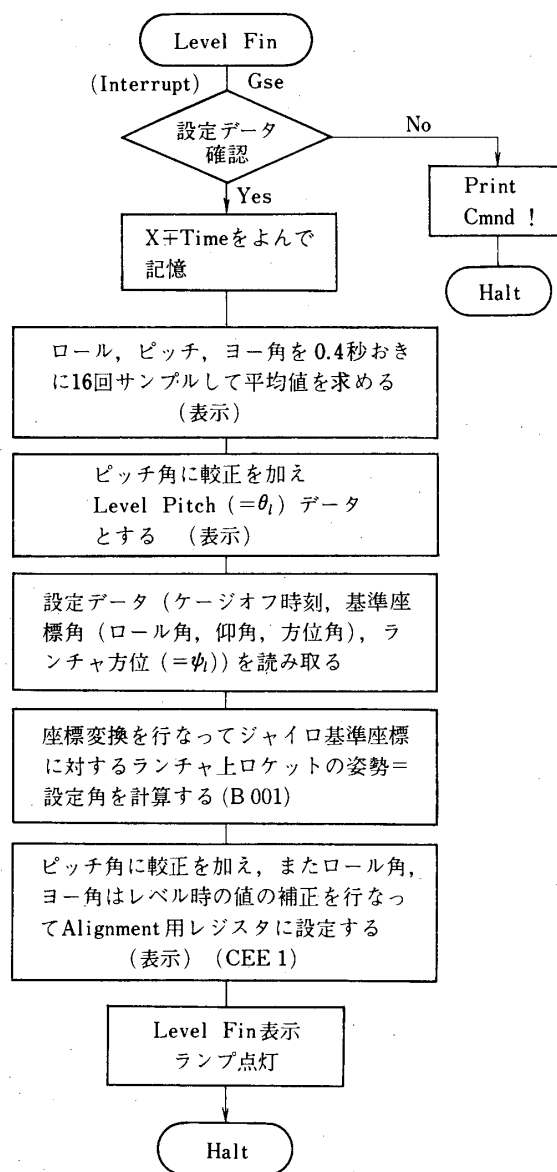 Level Fin
(Interrupt) Gse
設定データ
確認
No
Yes
Print
Cmnd !
Halt
X∓Timeをよんで
記憶
ロール,ピッチ,ヨー角を0.4秒おき
に16回サンプルして平均値を求める
(表示)
ピッチ角に較正を加え
Level Pitch (=θl) データ
とする (表示)
設定データ(ケージオフ時刻,基準座
標角(ロール角,仰角,方位角),ラ
ンチャ方位(=ψl))を読み取る
座標変換を行なってジャイロ基準座標
に対するランチャ上ロケットの姿勢=
設定角を計算する(B 001)
ピッチ角に較正を加え,またロール角,
ヨー角はレベル時の値の補正を行なっ
てAlignment用レジスタに設定する
(表示) (CEE 1)
Level Fin表示
ランプ点灯
Halt